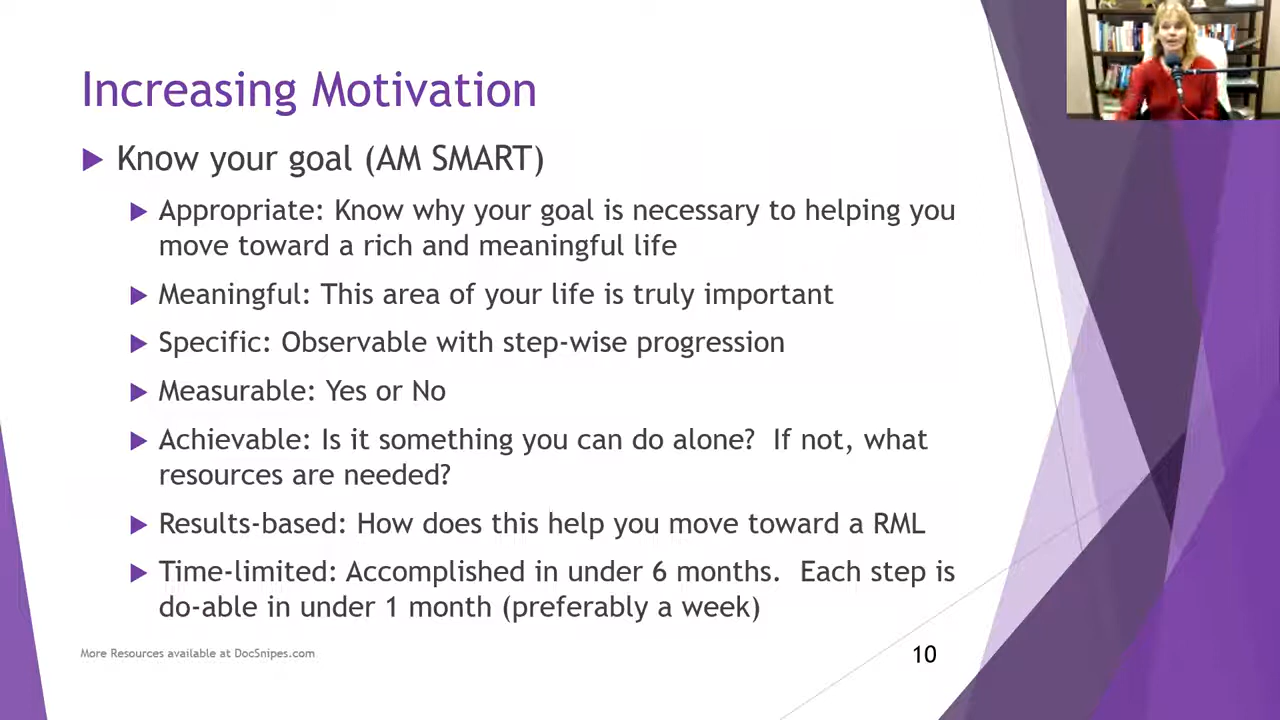 Increasing Motivation
Know your goal (AM SMART)
Appropriate: Know why your goal is necessary to helping you
move toward a rich and meaningful life
Meaningful: This area of your life is truly important
Specific: Observable with step-wise progression
Measurable: Yes or No
Achievable: Is it something you can do alone?  If not, what
resources are needed?
Results-based: How does this help you move toward a RML
Time-limited: Accomplished in under 6 months.  Each step is
do-able in under 1 month (preferably a week)
More Resources available at DocSnipes.com
10